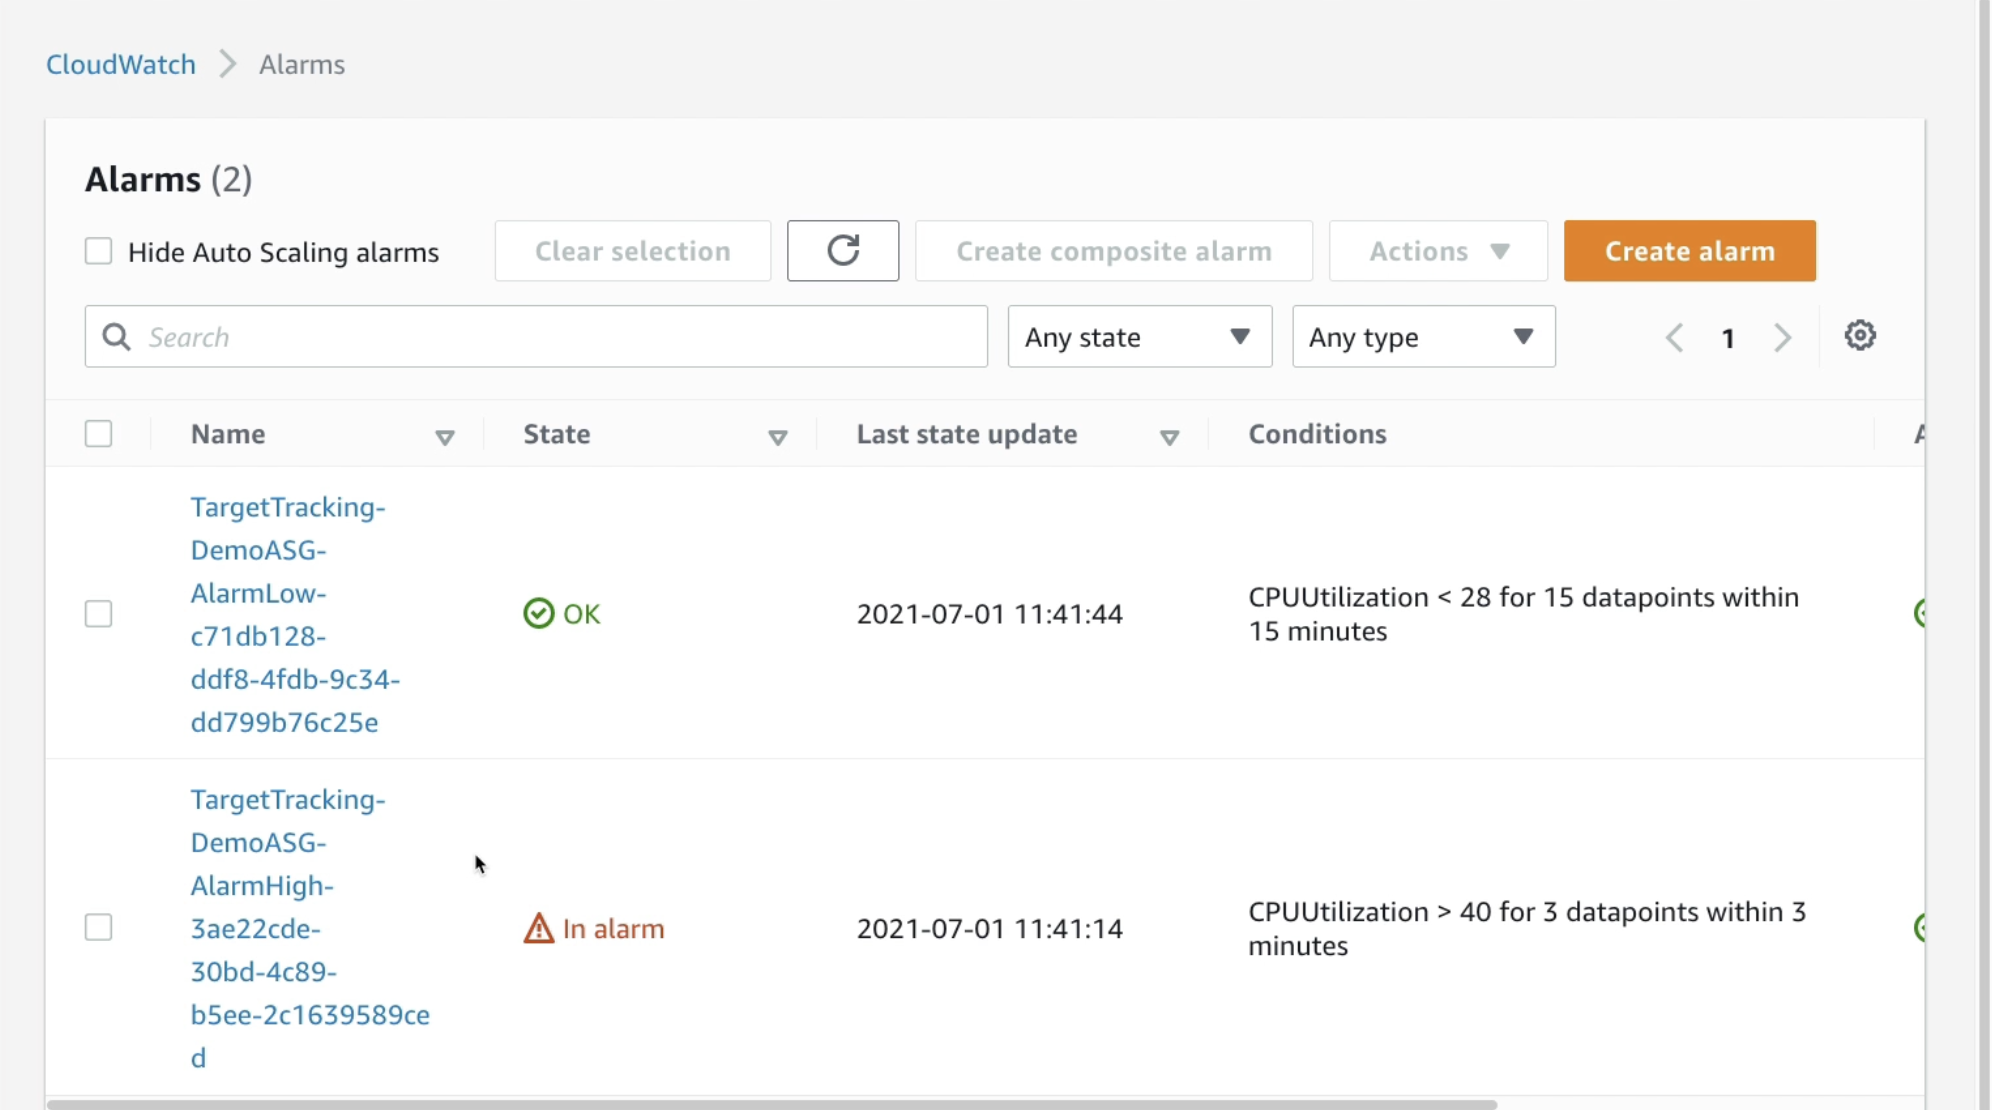 CloudWatch > Alarms
Alarms (2)
Hide Auto Scaling alarms Clear selection Create composite alarm Actions Create alarm
Search Any state Any type 1
Name State Last state update Conditions
TargetTracking-
DemoASG-
AlarmLow-
c71db128-
ddf8-4fdb-9c34-
dd799b76c25e
OK
2021-07-01 11:41:44
CPUUtilization < 28 for 15 datapoints within
15 minutes
TargetTracking-
DemoASG-
AlarmHigh-
3ae22cde-
30bd-4c89-
b5ee-2c1639589ce
d
In alarm
2021-07-01 11:41:14
CPUUtilization > 40 for 3 datapoints within 3
minutes